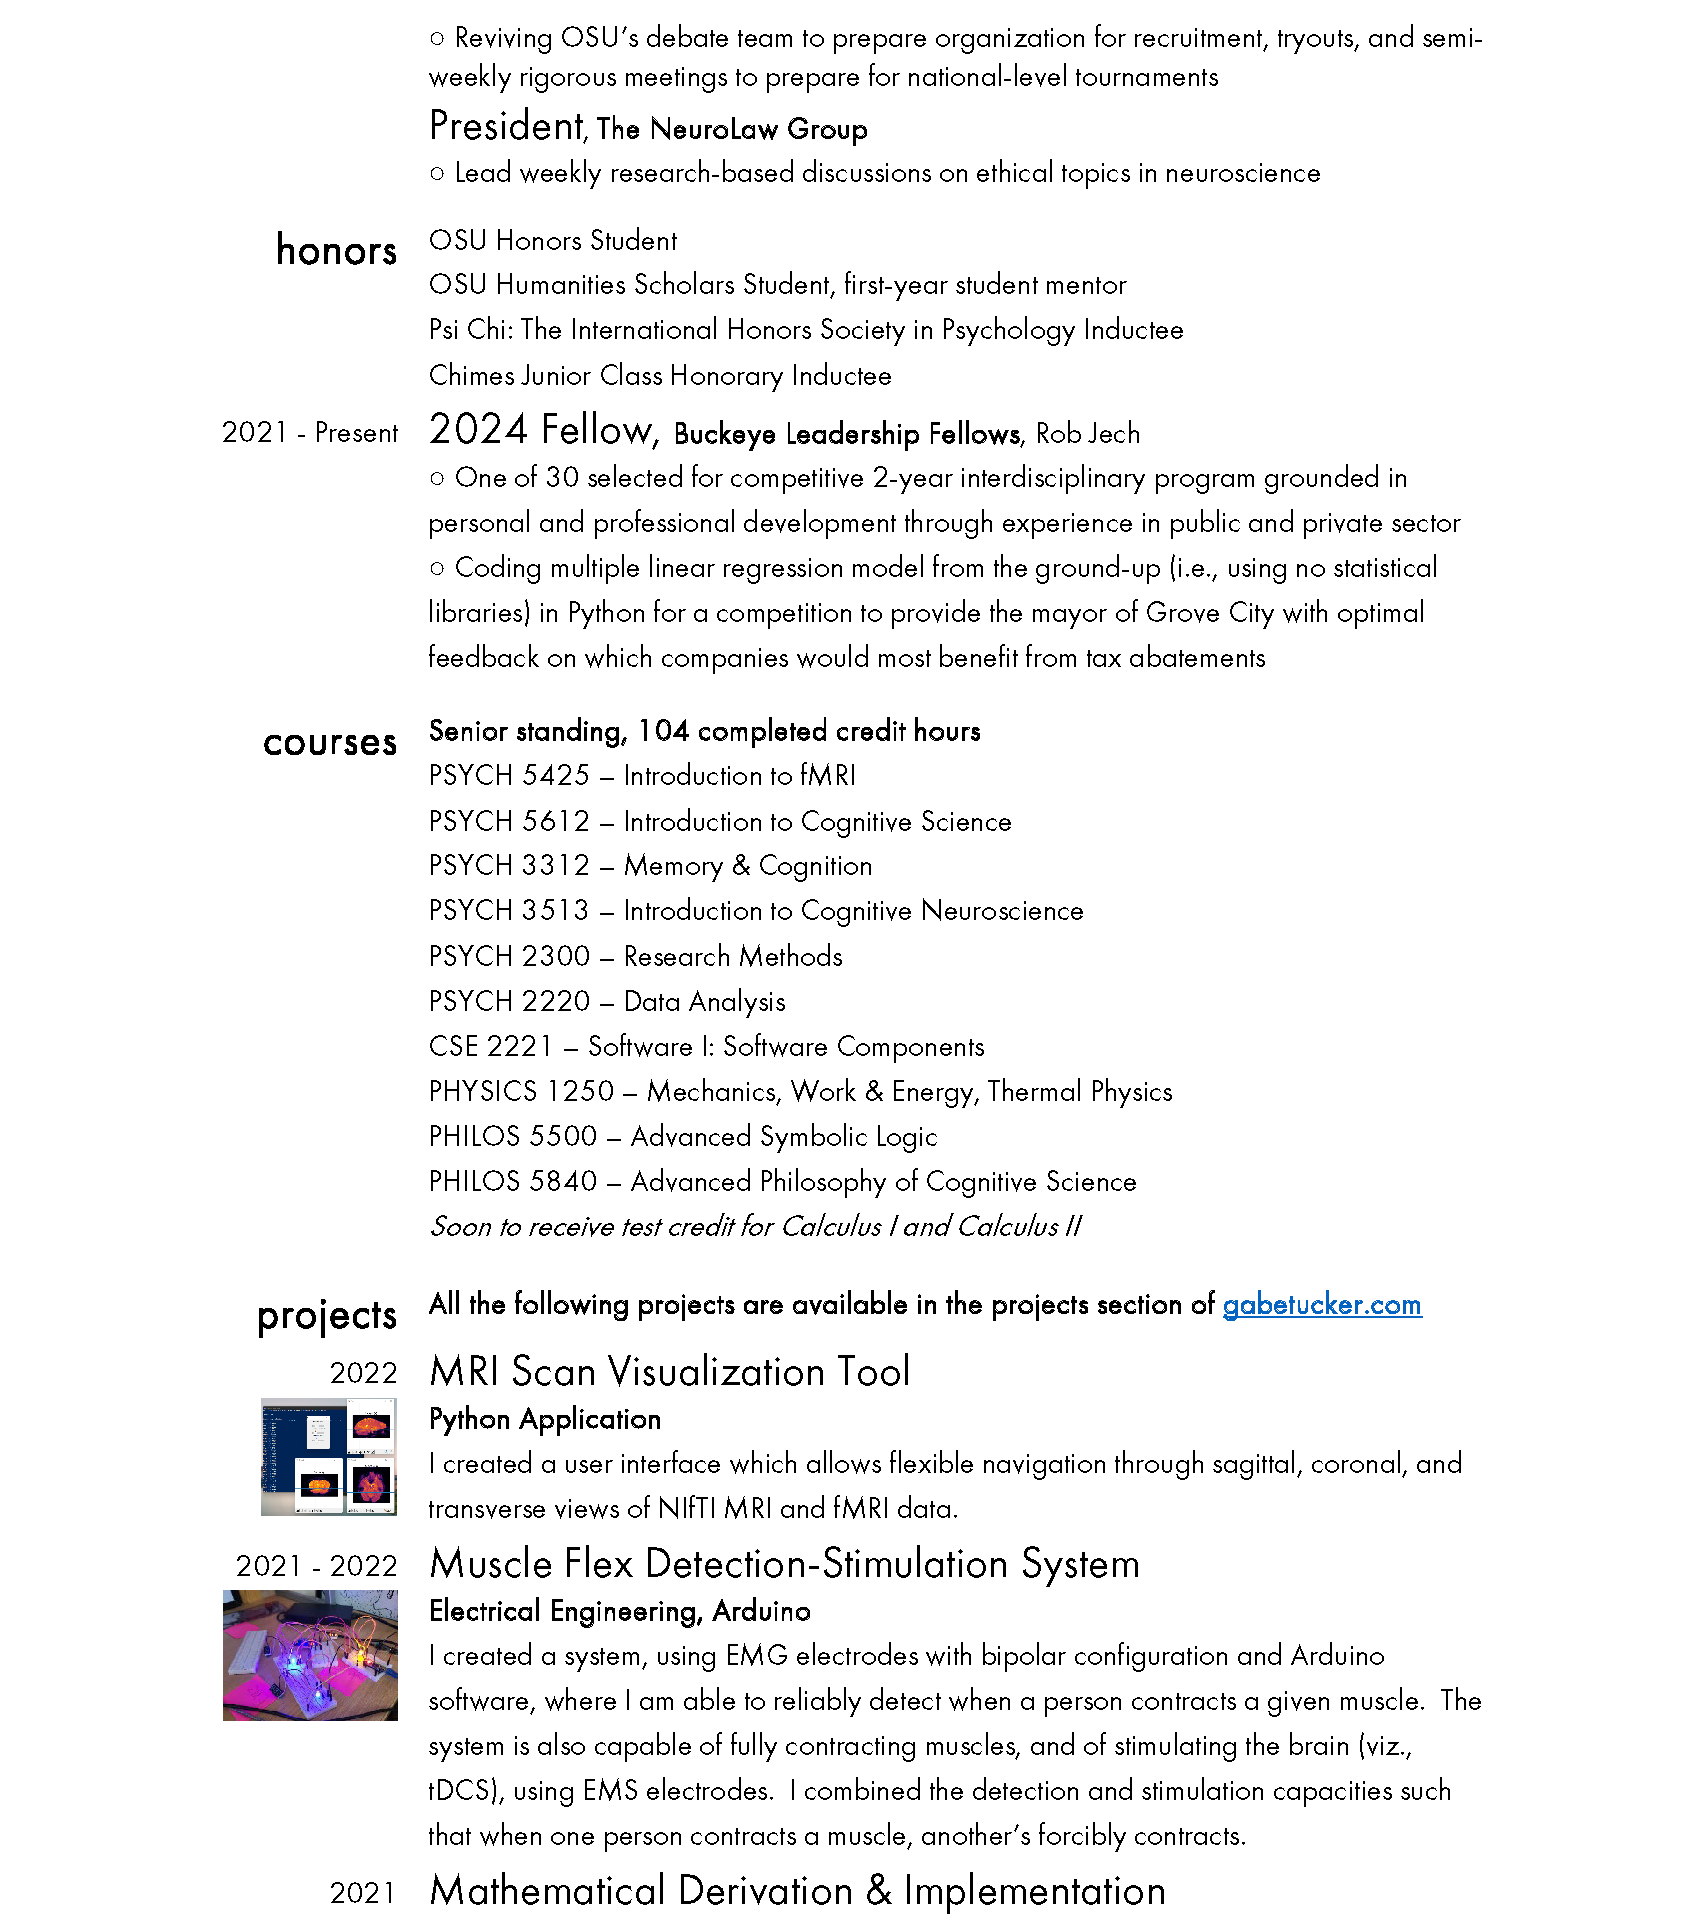 ○ Reviving OSU’s debate team to prepare organization for recruitment, tryouts, and semi-
weekly rigorous meetings to prepare for national-level tournaments
President, The NeuroLaw Group
○ Lead weekly research-based discussions on ethical topics in neuroscience
honors
OSU Honors Student
OSU Humanities Scholars Student, first-year student mentor
Psi Chi: The International Honors Society in Psychology Inductee
Chimes Junior Class Honorary Inductee
2021 - Present
2024 Fellow, Buckeye Leadership Fellows, Rob Jech
○ One of 30 selected for competitive 2-year interdisciplinary program grounded in
personal and professional development through experience in public and private sector
○ Coding multiple linear regression model from the ground-up (i.e., using no statistical
libraries) in Python for a competition to provide the mayor of Grove City with optimal
feedback on which companies would most benefit from tax abatements
courses
Senior standing, 104 completed credit hours
PSYCH 5425 – Introduction to fMRI
PSYCH 5612 – Introduction to Cognitive Science
PSYCH 3312 – Memory & Cognition
PSYCH 3513 – Introduction to Cognitive Neuroscience
PSYCH 2300 – Research Methods
PSYCH 2220 – Data Analysis
CSE 2221 – Software I: Software Components
PHYSICS 1250 – Mechanics, Work & Energy, Thermal Physics
PHILOS 5500 – Advanced Symbolic Logic
PHILOS 5840 – Advanced Philosophy of Cognitive Science
Soon to receive test credit for Calculus I and Calculus II
projects
All the following projects are available in the projects section of gabetucker.com
2022
MRI Scan Visualization Tool
Python Application
I created a user interface which allows flexible navigation through sagittal, coronal, and
transverse views of NIfTI MRI and fMRI data.
2021 - 2022
Muscle Flex Detection-Stimulation System
Electrical Engineering, Arduino
I created a system, using EMG electrodes with bipolar configuration and Arduino
software, where I am able to reliably detect when a person contracts a given muscle.  The
system is also capable of fully contracting muscles, and of stimulating the brain (viz.,
tDCS), using EMS electrodes.  I combined the detection and stimulation capacities such
that when one person contracts a muscle, another’s forcibly contracts.
2021
Mathematical Derivation & Implementation